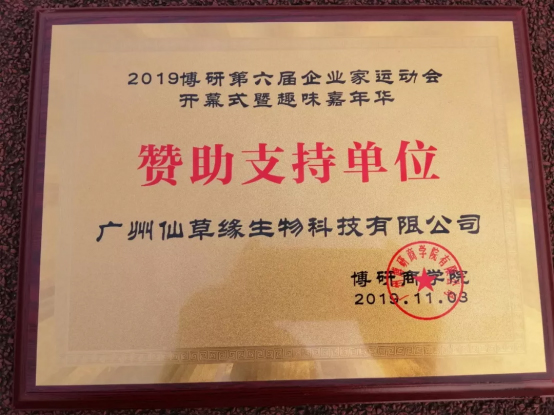 2019博研第六届企业家运动会
开幕式暨趣味嘉年华
赞助支持单位
广州仙草缘生物科技有限公司
博研商学院
2019.11.03